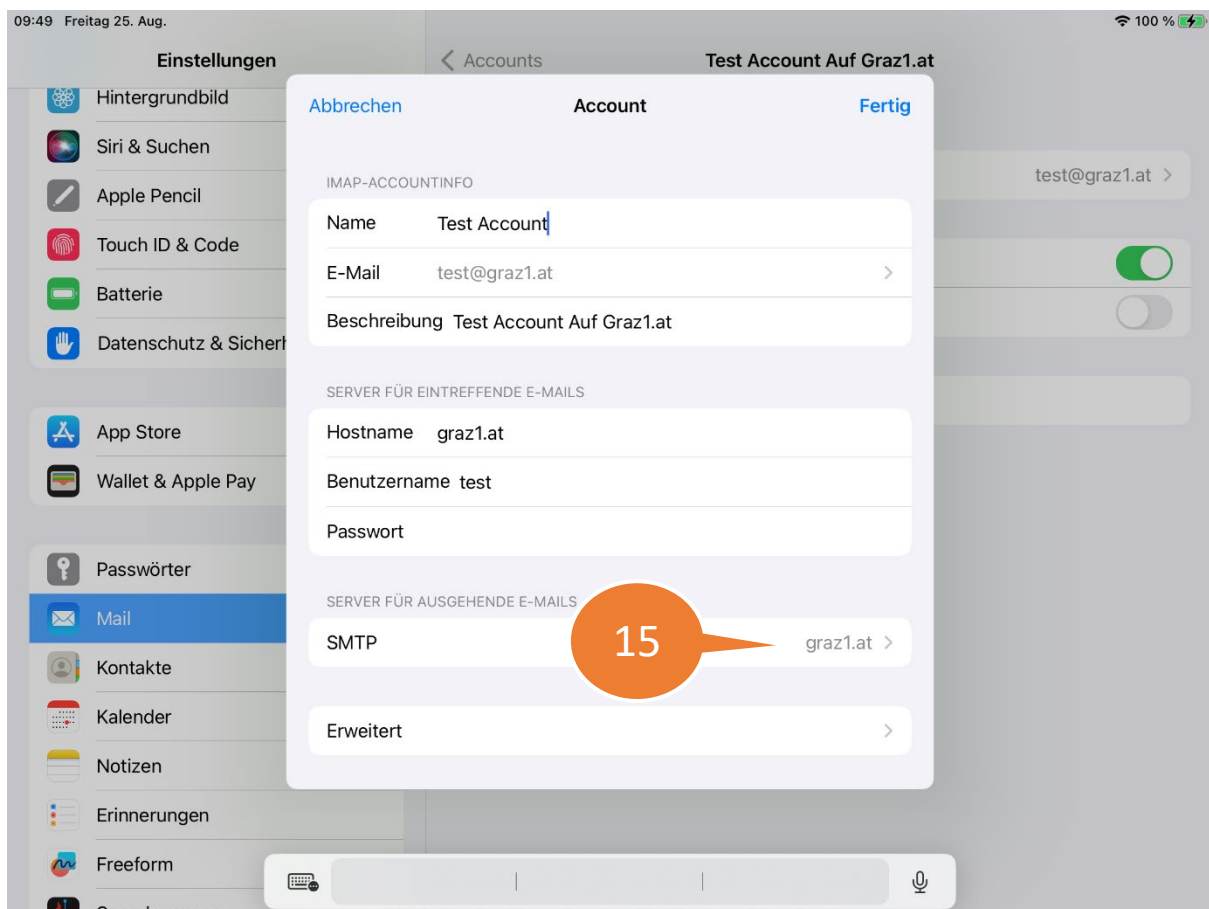 09:49 Freitag 25. Aug.
100 %
Einstellungen
Accounts
Test Account Auf Graz1.at
Hintergrundbild
Siri & Suchen
Apple Pencil
Touch ID & Code
Batterie
Datenschutz & Sicherh
App Store
Wallet & Apple Pay
Passwörter
Mail
Kontakte
Kalender
Notizen
Erinnerungen
Freeform
Abbrechen
Account
Fertig
IMAP-ACCOUNTINFO
Name Test Account
E-Mail test@graz1.at
Beschreibung Test Account Auf Graz1.at
SERVER FÜR EINTREFFENDE E-MAILS
Hostname graz1.at
Benutzername test
Passwort
SERVER FÜR AUSGEHENDE E-MAILS
SMTP graz1.at
15
Erweitert
test@graz1.at